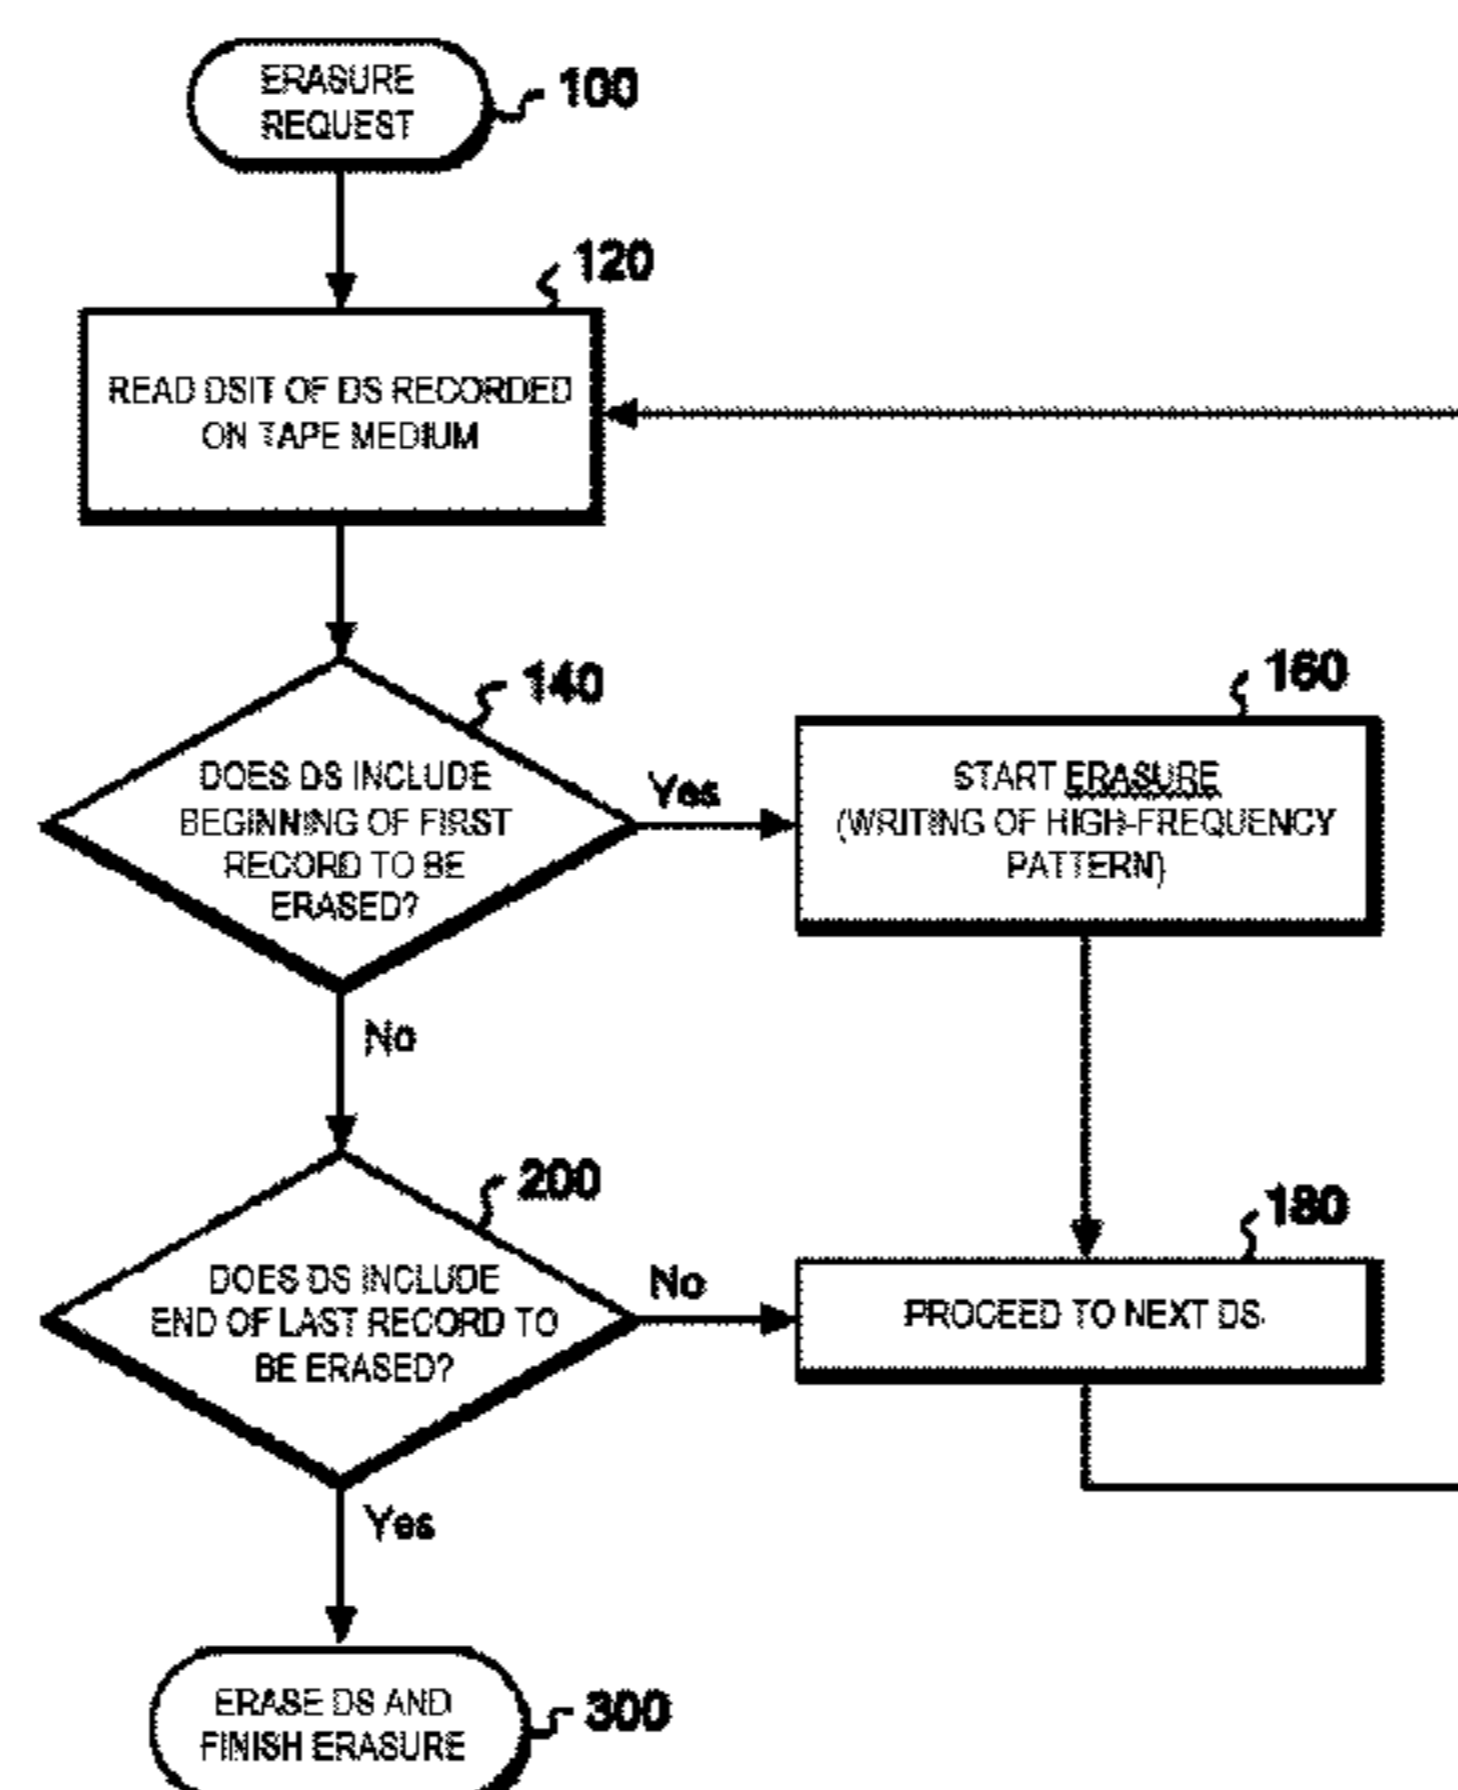 ERASURE
REQUEST
100
120
READ DSIT OF DS RECORDED
ON TAPE MEDIUM
140
DOES DS INCLUDE
BEGINNING OF FIRST
RECORD TO BE
ERASED?
Yes
160
START ERASURE
(WRITING OF HIGH-FREQUENCY
PATTERN)
No
200
DOES DS INCLUDE
END OF LAST RECORD TO
BE ERASED?
No
180
PROCEED TO NEXT DS
Yes
ERASE DS AND
FINISH ERASURE
300